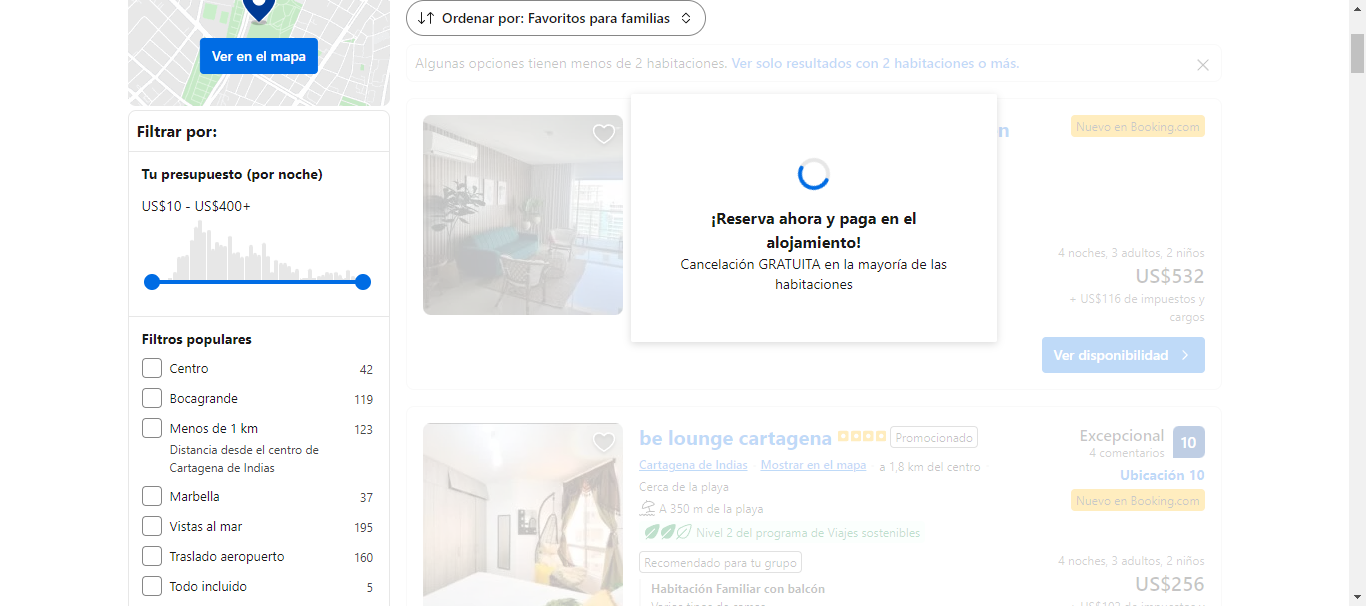 Ver en el mapa
Filtrar por:
Tu presupuesto (por noche)
US$10 - US$400+
Filtros populares
Centro 42
Bocagrande 119
Menos de 1 km 123
Distancia desde el centro de
Cartagena de Indias
Marbella 37
Vistas al mar 195
Traslado aeropuerto 160
Todo incluido 5
Ordenar por: Favoritos para familias
Algunas opciones tienen menos de 2 habitaciones. Ver solo resultados con 2 habitaciones o más.
n
Nuevo en Booking.com
¡Reserva ahora y paga en el
alojamiento!
Cancelación GRATUITA en la mayoría de las
habitaciones
4 noches, 3 adultos, 2 niños
US$532
+ US$116 de impuestos y
cargos
Ver disponibilidad
be lounge cartagena Promocionado
Cartagena de Indias Mostrar en el mapa a 1,8 km del centro
Cerca de la playa
A 350 m de la playa
Nivel 2 del programa de Viajes sostenibles
Recomendado para tu grupo
Habitación Familiar con balcón
Excepcional 10
4 comentarios
Ubicación 10
Nuevo en Booking.com
4 noches, 3 adultos, 2 niños
US$256